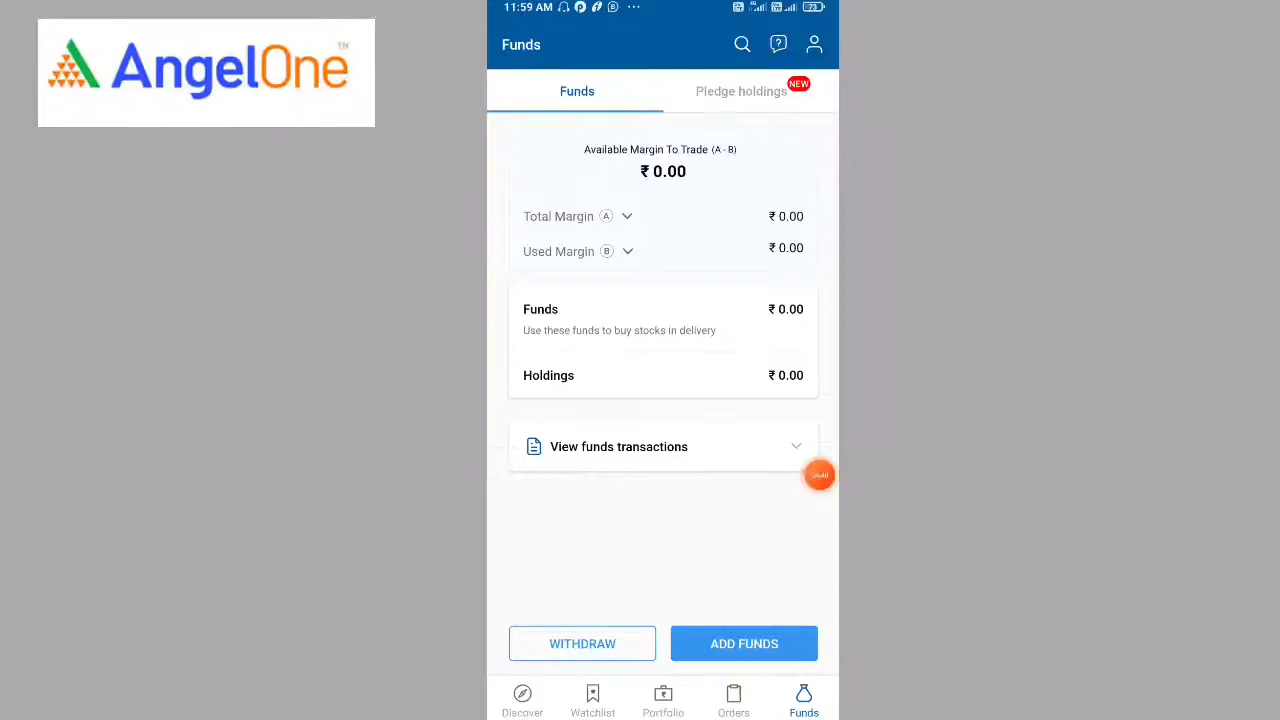 AngelOne™
11:59 AM
73
Funds
Funds
Pledge holdings NEW
Available Margin To Trade (A - B)
₹ 0.00
Total Margin A ₹ 0.00
Used Margin B ₹ 0.00
Funds ₹ 0.00
Use these funds to buy stocks in delivery
Holdings ₹ 0.00
View funds transactions
WITHDRAW
ADD FUNDS
Discover
Watchlist
Portfolio
Orders
Funds